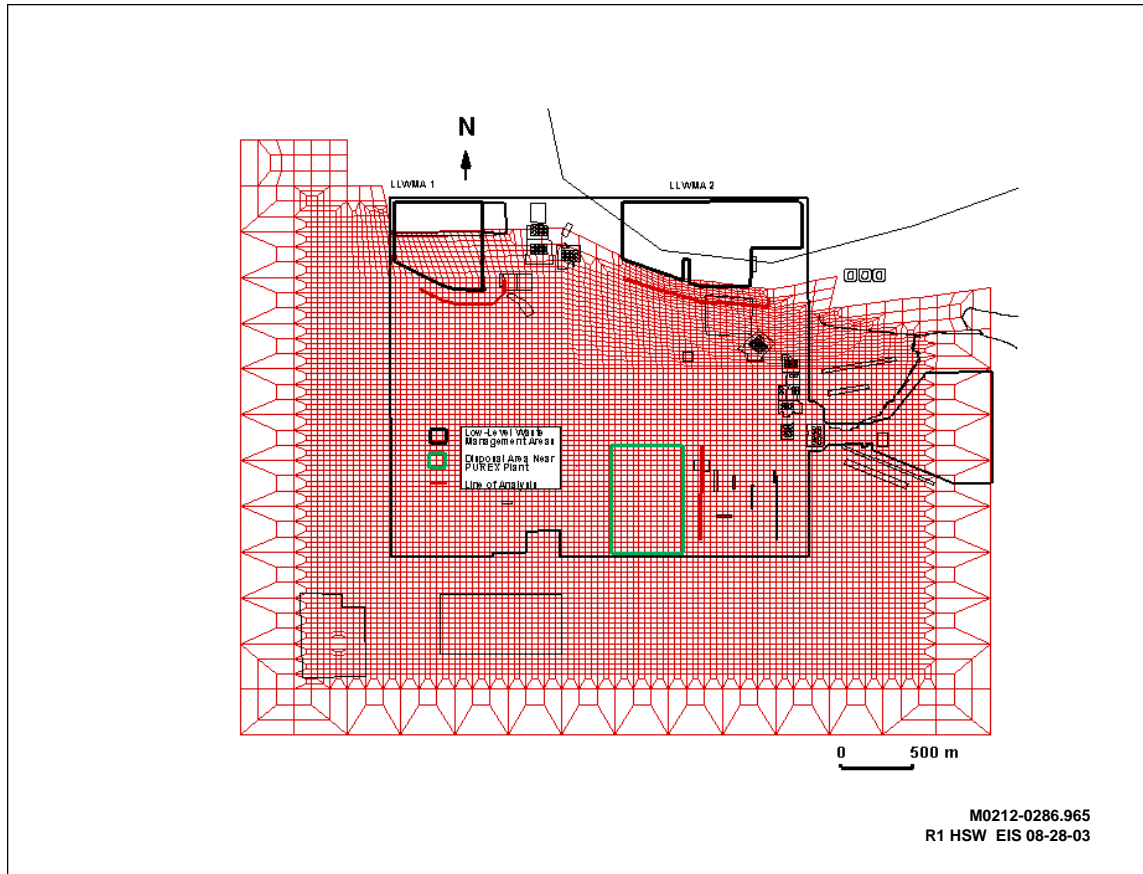 N
LLWMA 1
LLWMA 2
Low-Level Waste
Management Areas
Disposal Area Near
PUREX Plant
Line of Analysis
0 500 m
M0212-0286.965
R1 HSW EIS 08-28-03